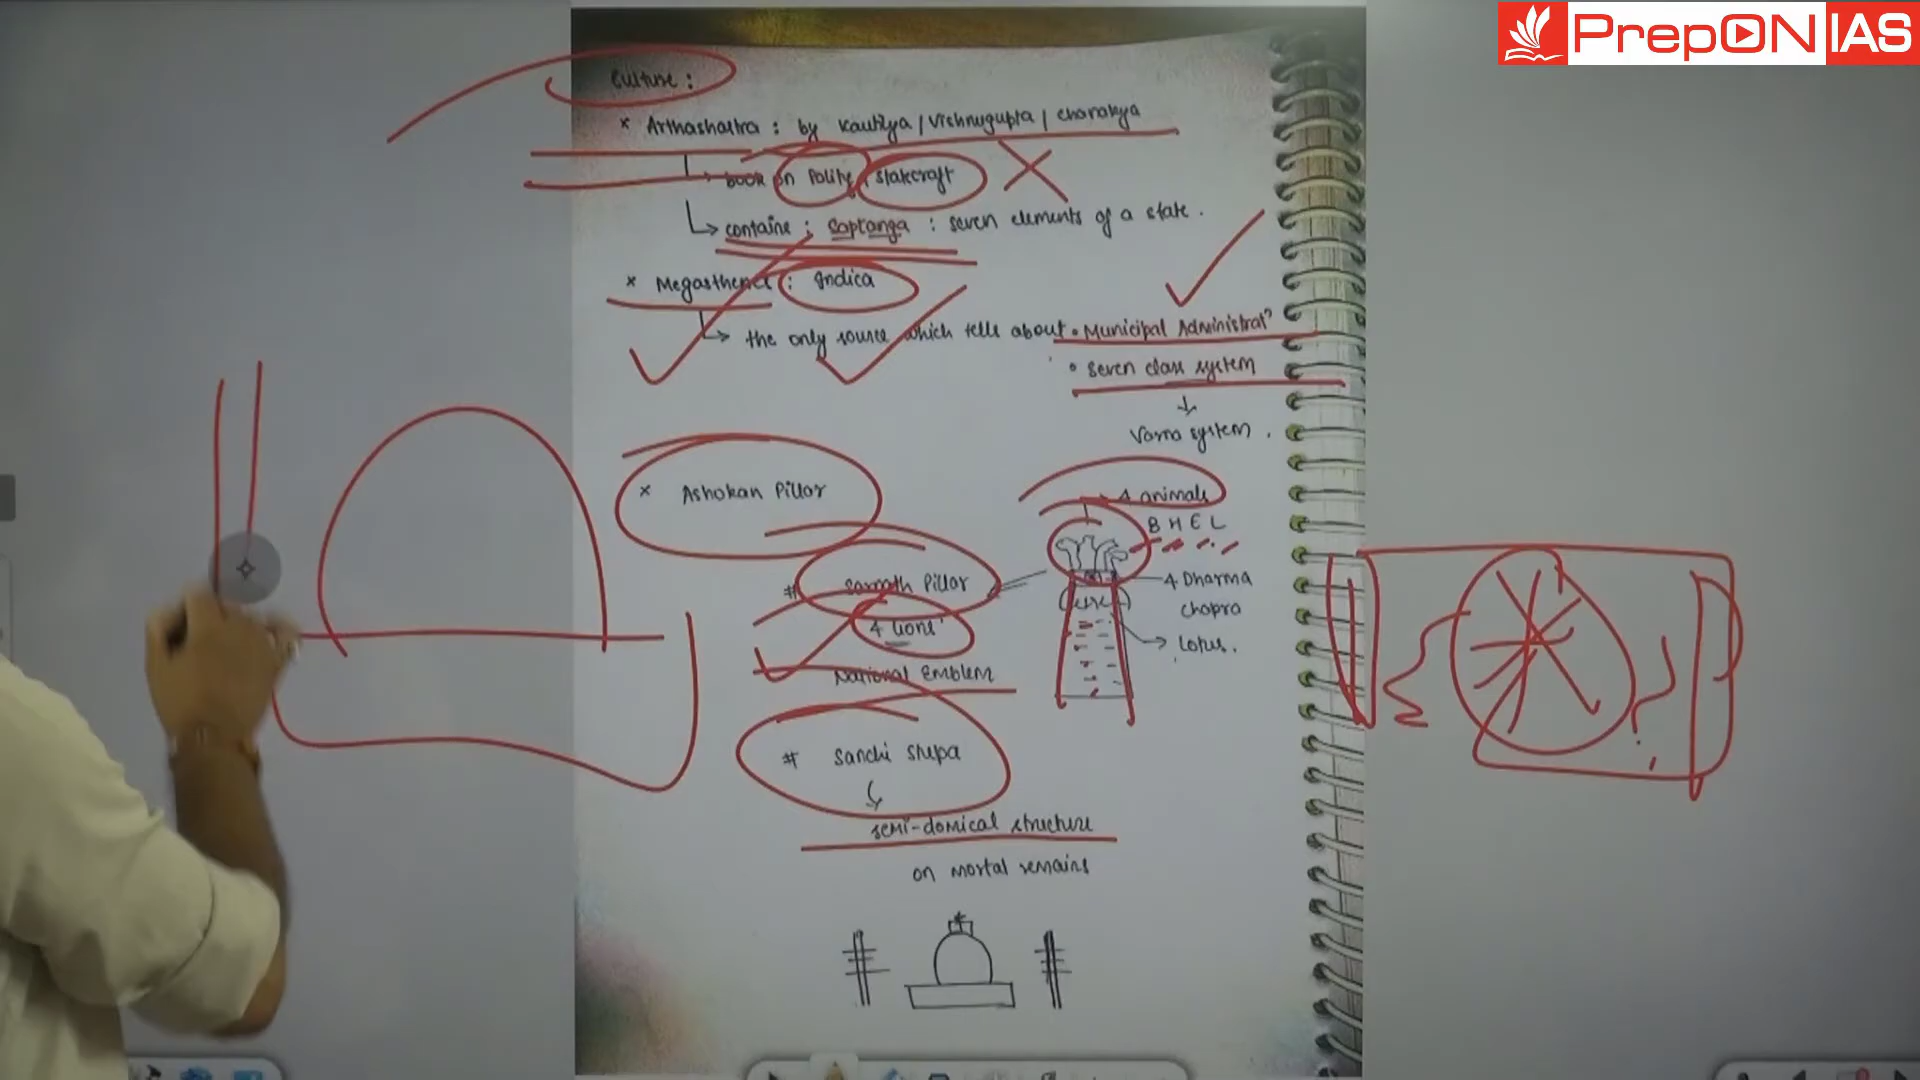 PrepON IAS
Culture :
× Arthashastra : by Kautilya / Vishnugupta / Chanakya
book on Polity, statecraft
contains : Saptanga : seven elements of a state.
× Megasthenes : Indica
the only source which tells about • Municipal Administratn
• seven class system
Varna system.
× Ashokan Pillar
4 animals
B H E L
# Sarnath Pillar
4 Dharma
chakra
4 lions
Lotus.
National Emblem
# Sanchi Stupa
semi-domical structure
on mortal remains